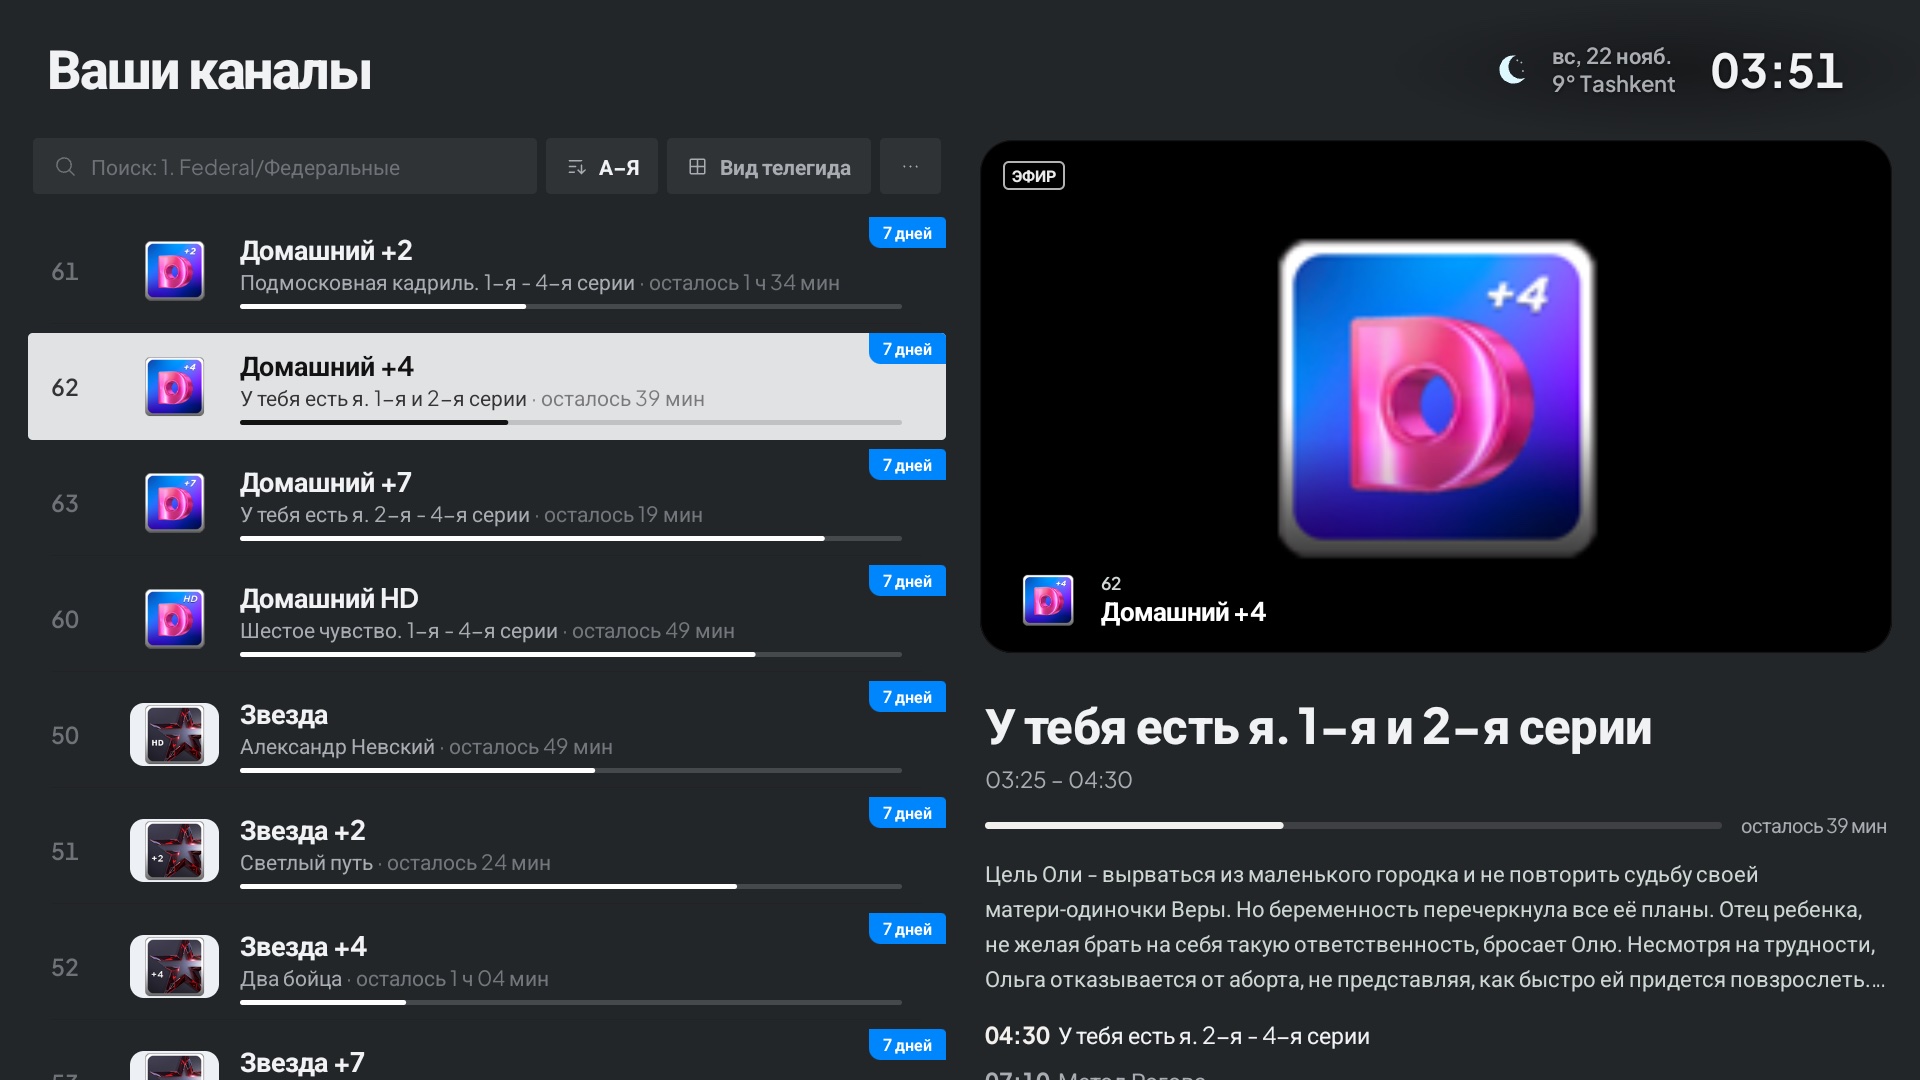 Ваши каналы
вс, 22 нояб.
9° Tashkent
03:51
Поиск: 1. Federal/Федеральные
А–Я
Вид телегида
...
61
+2
Домашний +2
Подмосковная кадриль. 1–я - 4–я серии · осталось 1 ч 34 мин
7 дней
62
+4
Домашний +4
У тебя есть я. 1–я и 2–я серии · осталось 39 мин
7 дней
63
+7
Домашний +7
У тебя есть я. 2–я - 4–я серии · осталось 19 мин
7 дней
60
HD
Домашний HD
Шестое чувство. 1–я - 4–я серии · осталось 49 мин
7 дней
50
HD
Звезда
Александр Невский · осталось 49 мин
7 дней
51
+2
Звезда +2
Светлый путь · осталось 24 мин
7 дней
52
+4
Звезда +4
Два бойца · осталось 1 ч 04 мин
7 дней
Звезда +7
7 дней
ЭФИР
+4
D
+4
62
Домашний +4
У тебя есть я. 1–я и 2–я серии
03:25 – 04:30
осталось 39 мин
Цель Оли - вырваться из маленького городка и не повторить судьбу своей
матери-одиночки Веры. Но беременность перечеркнула все её планы. Отец ребенка,
не желая брать на себя такую ответственность, бросает Олю. Несмотря на трудности,
Ольга отказывается от аборта, не представляя, как быстро ей придется повзрослеть....
04:30 У тебя есть я. 2–я - 4–я серии